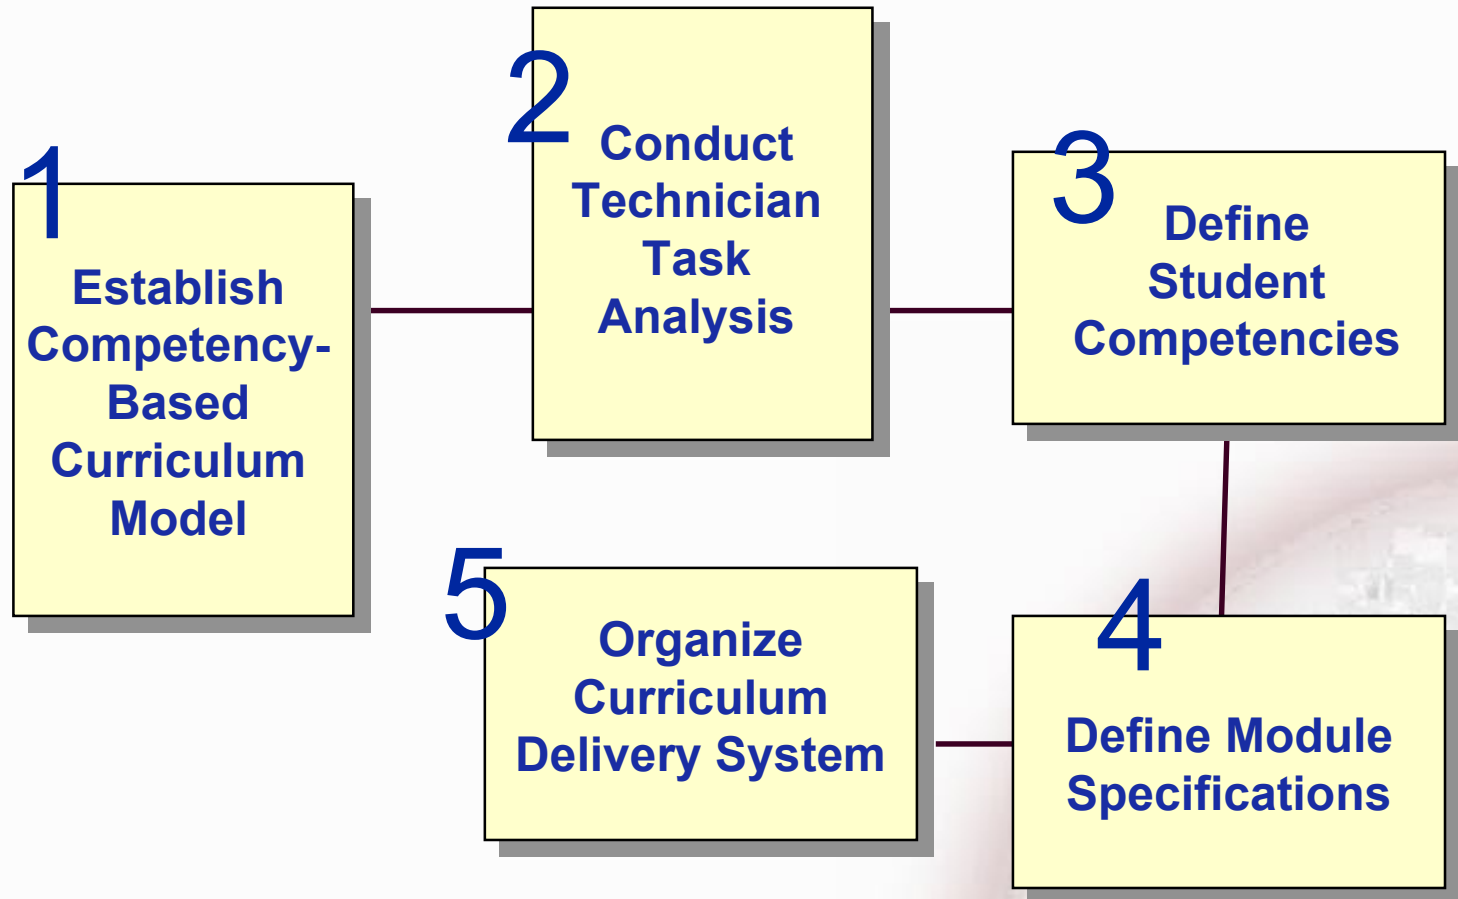 1
Establish
Competency-
Based
Curriculum
Model
2
Conduct
Technician
Task
Analysis
3
Define
Student
Competencies
4
Define Module
Specifications
5
Organize
Curriculum
Delivery System